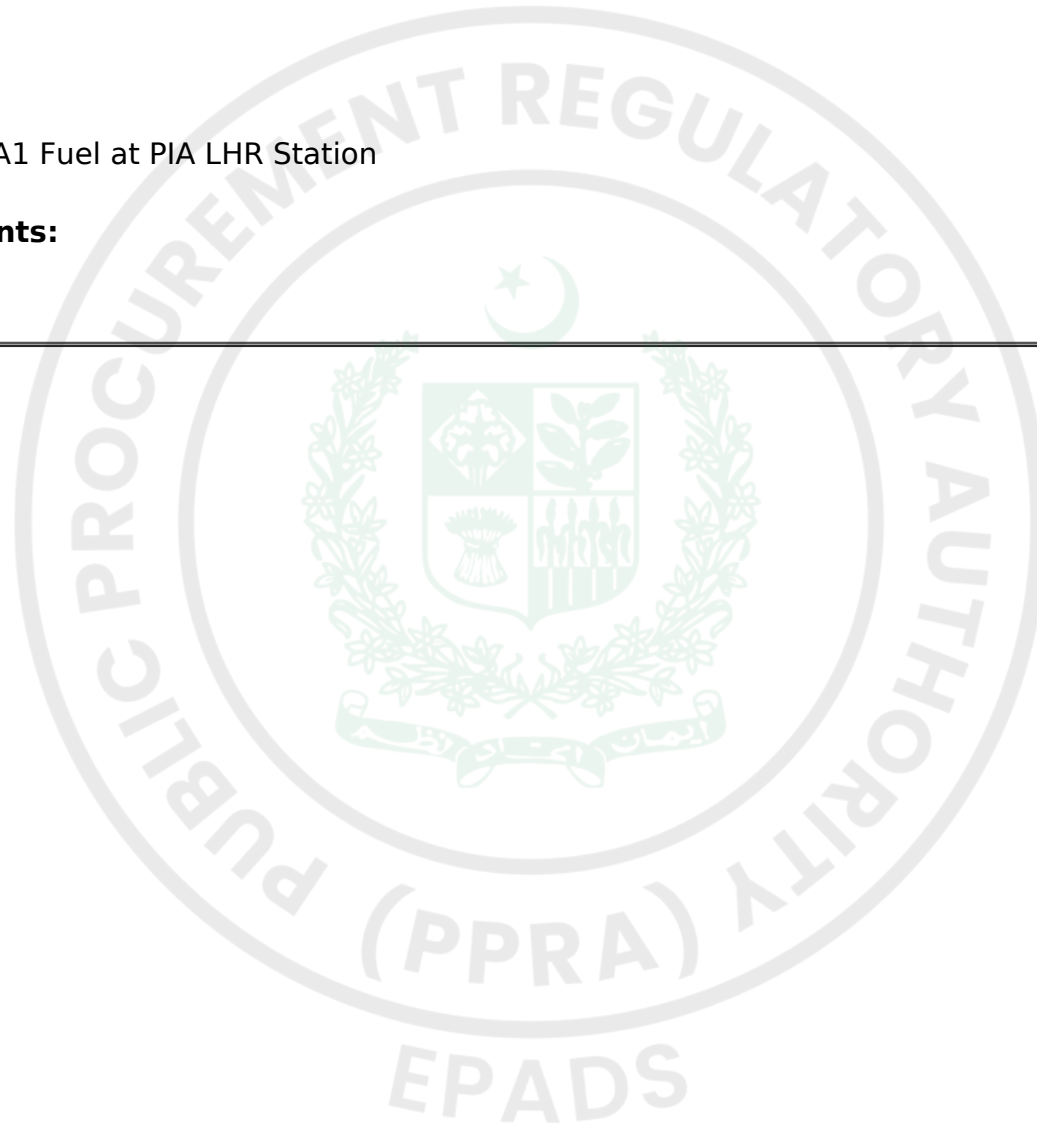 A1 Fuel at PIA LHR Station
nts:
PUBLIC PROCUREMENT REGULATORY AUTHORITY
(PPRA)
EPADS